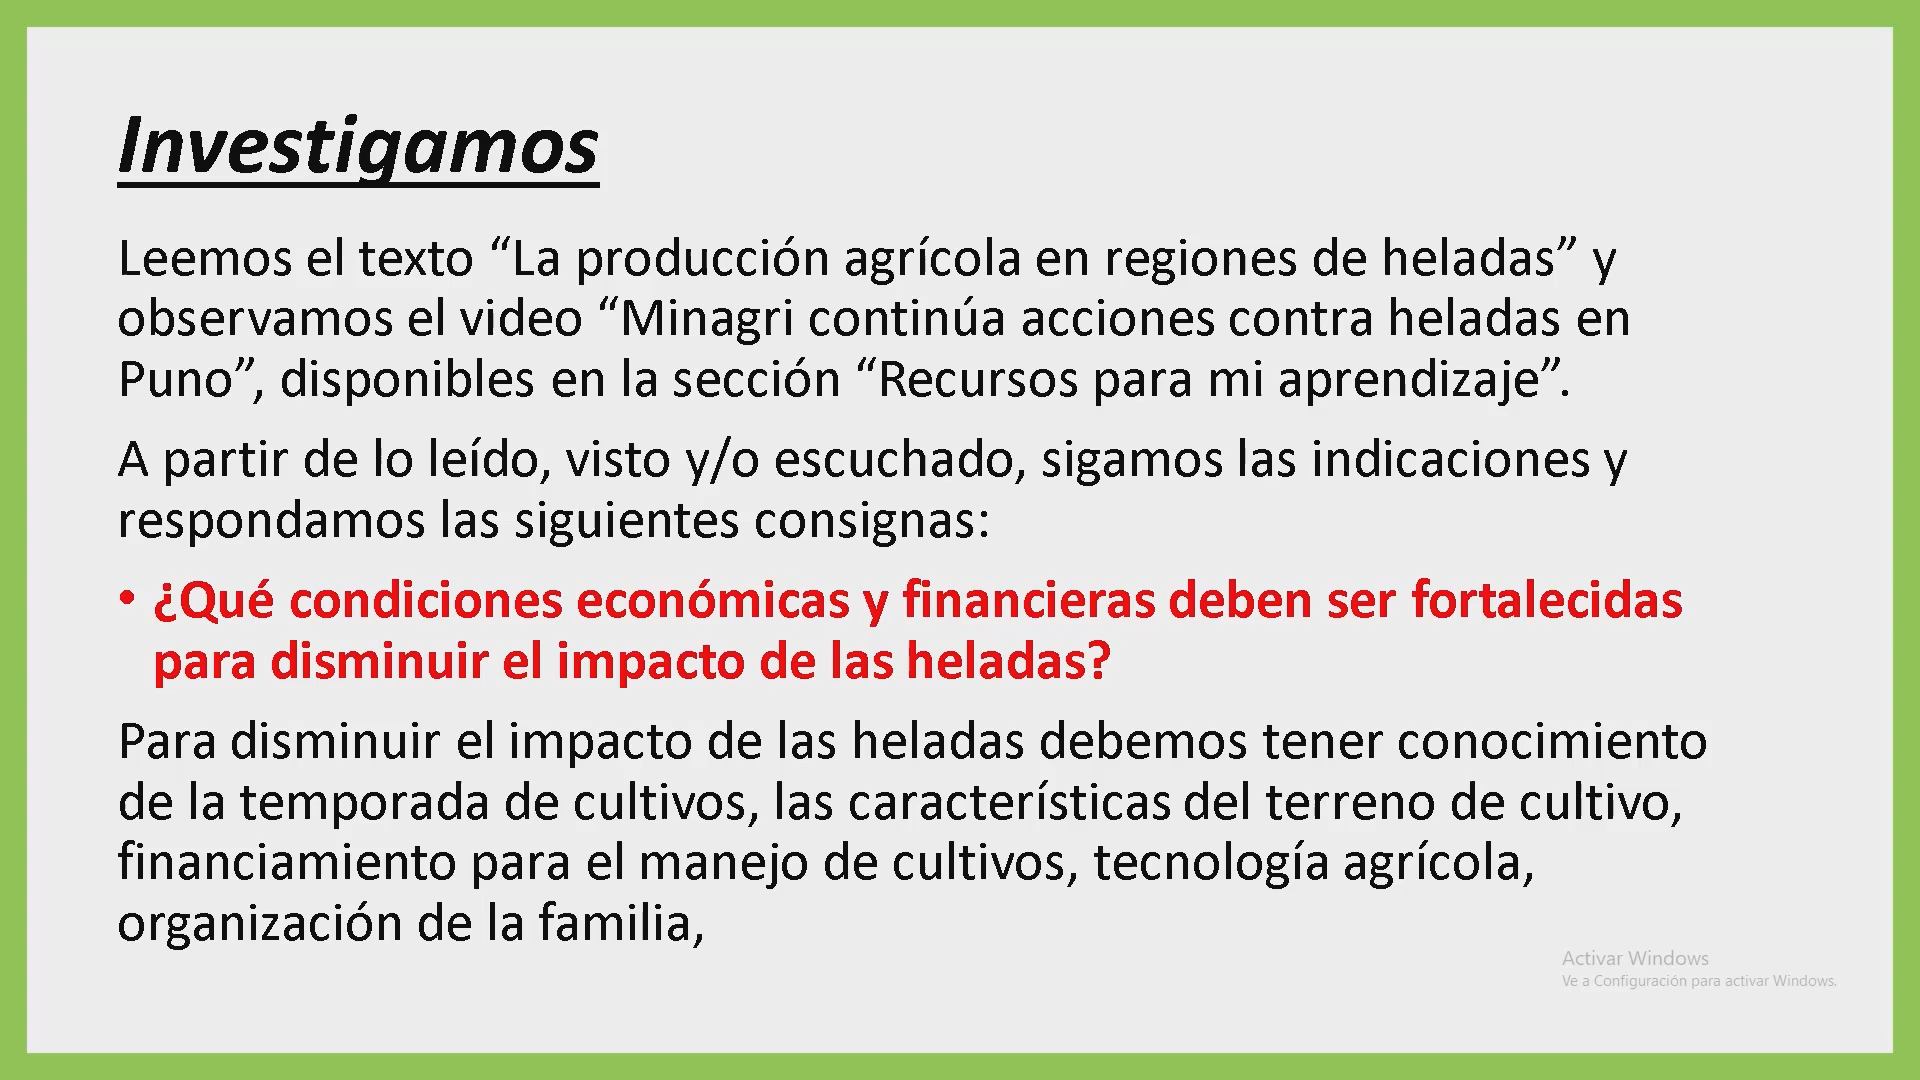 Investigamos
Leemos el texto “La producción agrícola en regiones de heladas” y
observamos el video “Minagri continúa acciones contra heladas en
Puno”, disponibles en la sección “Recursos para mi aprendizaje”.
A partir de lo leído, visto y/o escuchado, sigamos las indicaciones y
respondamos las siguientes consignas:
• ¿Qué condiciones económicas y financieras deben ser fortalecidas
para disminuir el impacto de las heladas?
Para disminuir el impacto de las heladas debemos tener conocimiento
de la temporada de cultivos, las características del terreno de cultivo,
financiamiento para el manejo de cultivos, tecnología agrícola,
organización de la familia,
Activar Windows
Ve a Configuración para activar Windows.